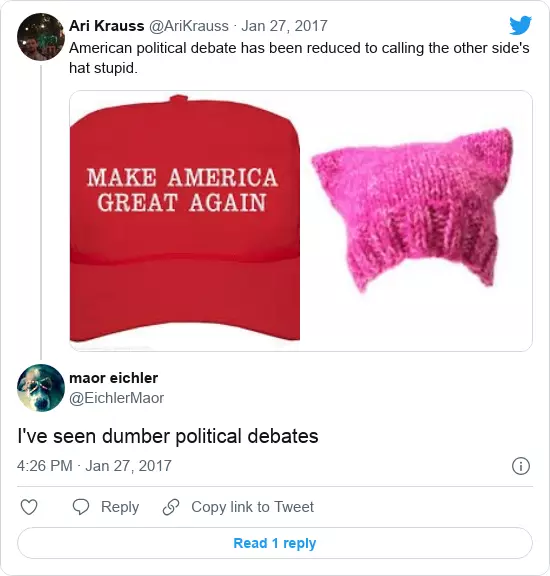 Ari Krauss @AriKrauss · Jan 27, 2017
American political debate has been reduced to calling the other side's
hat stupid.
MAKE AMERICA
GREAT AGAIN
maor eichler
@EichlerMaor
I've seen dumber political debates
4:26 PM · Jan 27, 2017
Reply
Copy link to Tweet
Read 1 reply